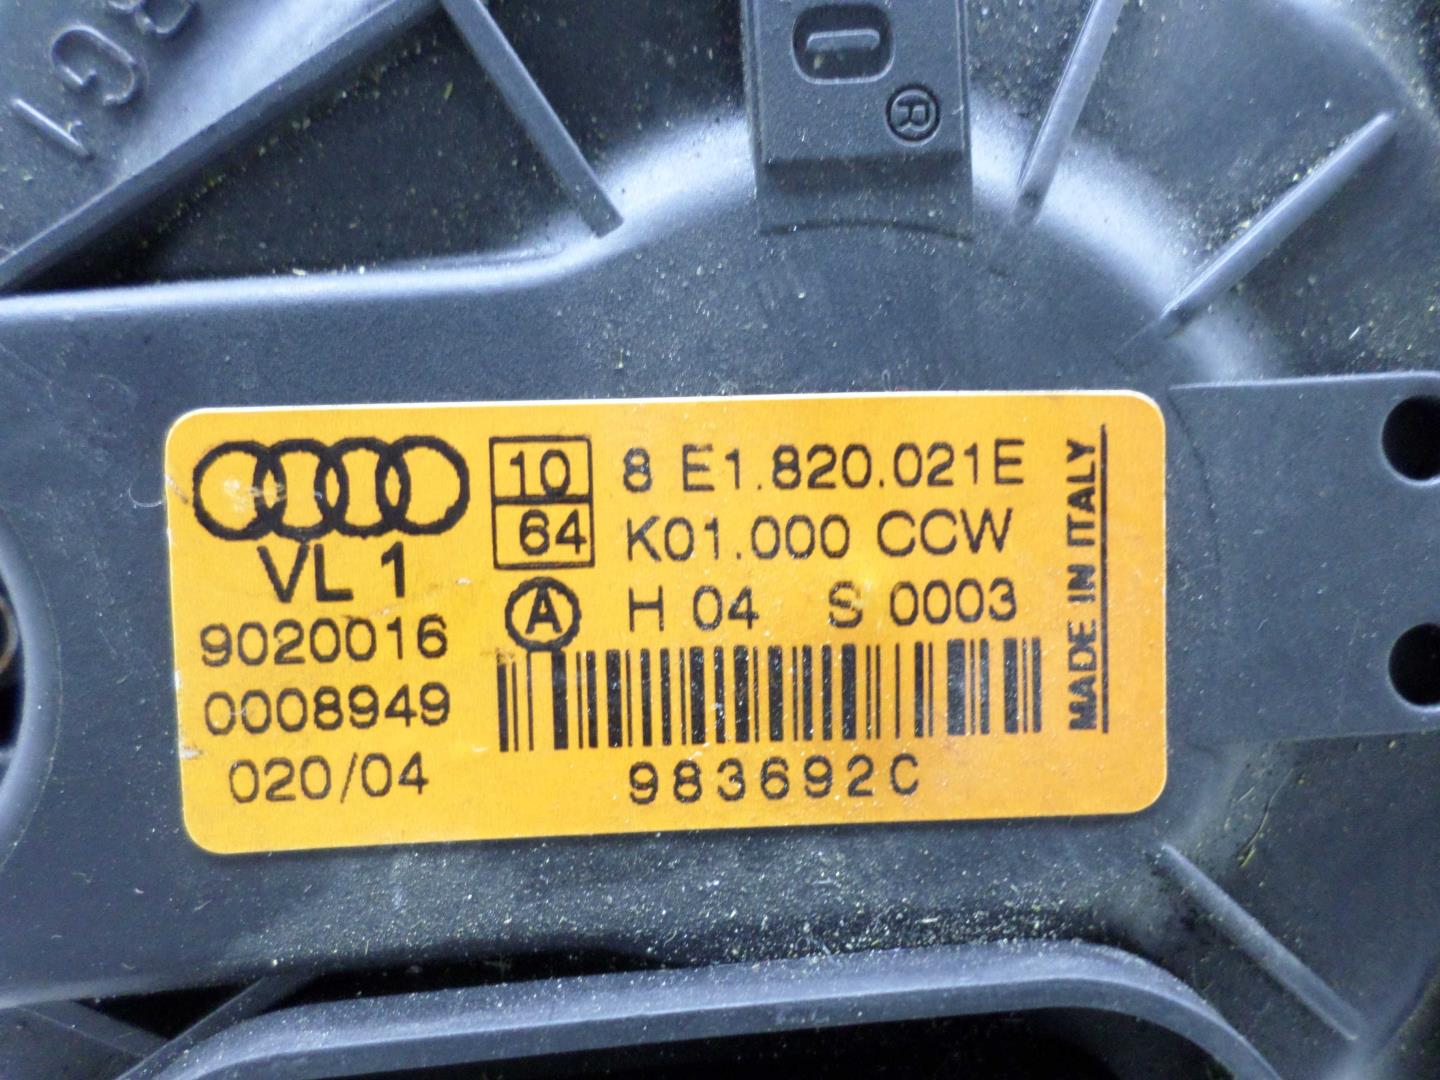 RG1
®
VL 1
9020016
0008949
020/04
10
64
A
8 E1.820.021E
K01.000 CCW
H 04 S 0003
983692C
MADE IN ITALY